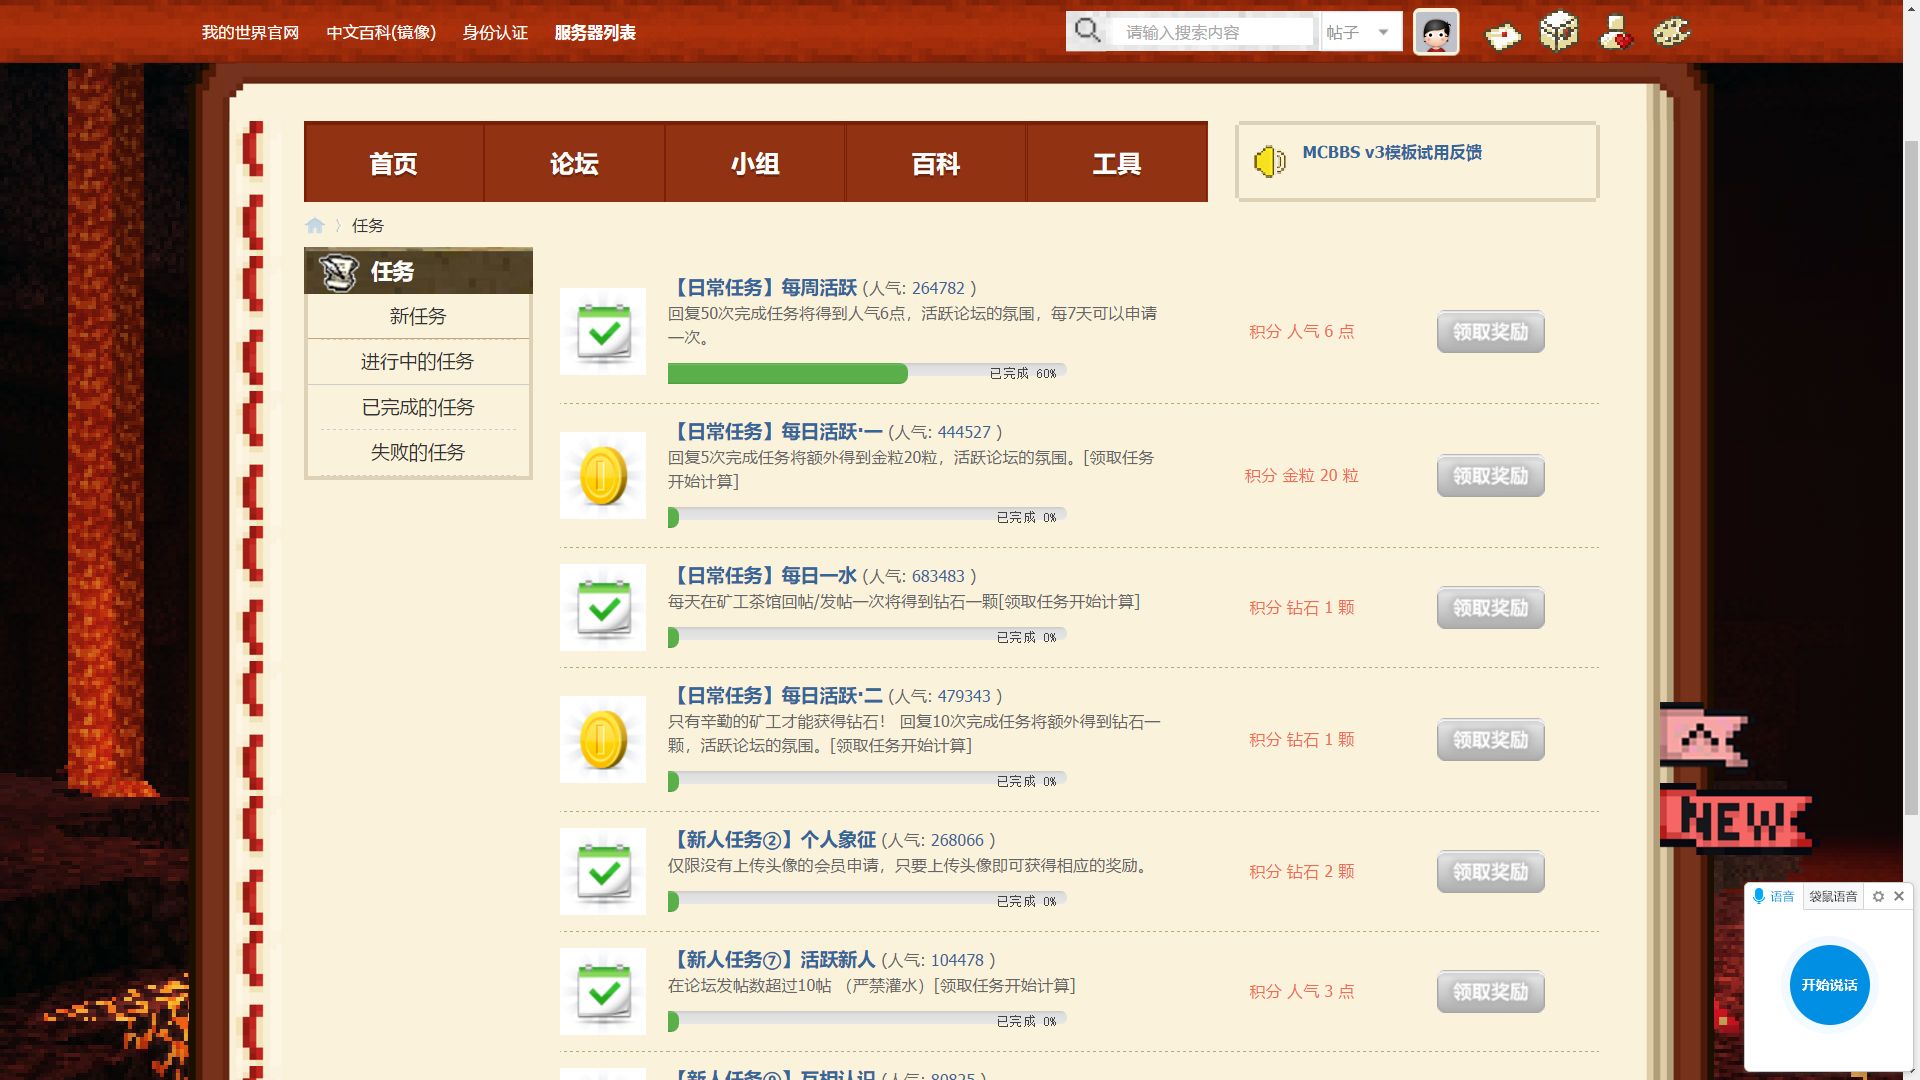 我的世界官网 中文百科(镜像) 身份认证 服务器列表
请输入搜索内容 帖子
首页 论坛 小组 百科 工具
MCBBS v3模板试用反馈
任务
任务
新任务
进行中的任务
已完成的任务
失败的任务
【日常任务】每周活跃 (人气: 264782 )
回复50次完成任务将得到人气6点，活跃论坛的氛围，每7天可以申请
一次。
已完成 60%
积分 人气 6 点
领取奖励
【日常任务】每日活跃·一 (人气: 444527 )
回复5次完成任务将额外得到金粒20粒，活跃论坛的氛围。[领取任务
开始计算]
已完成 0%
积分 金粒 20 粒
领取奖励
【日常任务】每日一水 (人气: 683483 )
每天在矿工茶馆回帖/发帖一次将得到钻石一颗[领取任务开始计算]
已完成 0%
积分 钻石 1 颗
领取奖励
【日常任务】每日活跃·二 (人气: 479343 )
只有辛勤的矿工才能获得钻石！ 回复10次完成任务将额外得到钻石一
颗，活跃论坛的氛围。[领取任务开始计算]
已完成 0%
积分 钻石 1 颗
领取奖励
【新人任务②】个人象征 (人气: 268066 )
仅限没有上传头像的会员申请，只要上传头像即可获得相应的奖励。
已完成 0%
积分 钻石 2 颗
领取奖励
【新人任务⑦】活跃新人 (人气: 104478 )
在论坛发帖数超过10帖 （严禁灌水）[领取任务开始计算]
已完成 0%
积分 人气 3 点
领取奖励
互相认识 (人气: 80825 )
NEW
语音 袋鼠语音
开始说话